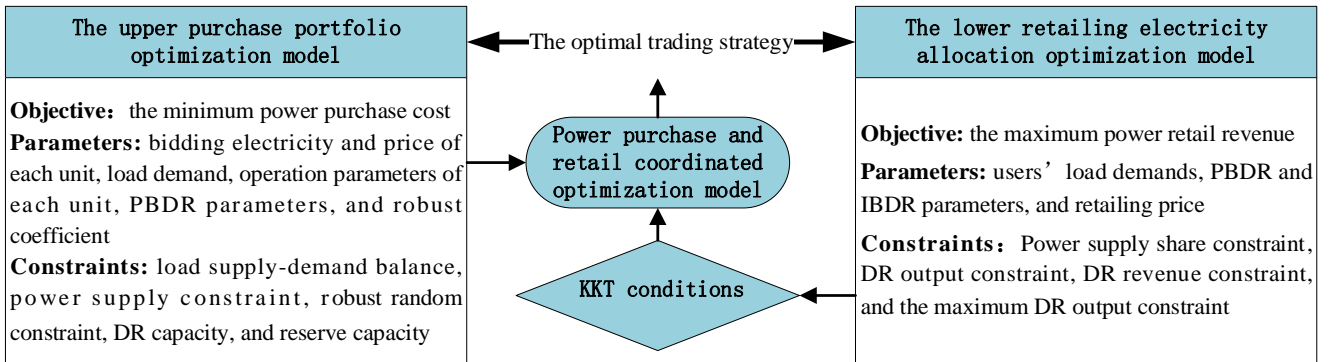 The upper purchase portfolio
optimization model
Objective：the minimum power purchase cost
Parameters: bidding electricity and price of
each unit, load demand, operation parameters of
each unit, PBDR parameters, and robust
coefficient
Constraints: load supply-demand balance,
power supply constraint, robust random
constraint, DR capacity, and reserve capacity
The optimal trading strategy
Power purchase and
retail coordinated
optimization model
KKT conditions
The lower retailing electricity
allocation optimization model
Objective: the maximum power retail revenue
Parameters: users’ load demands, PBDR and
IBDR parameters, and retailing price
Constraints：Power supply share constraint,
DR output constraint, DR revenue constraint,
and the maximum DR output constraint